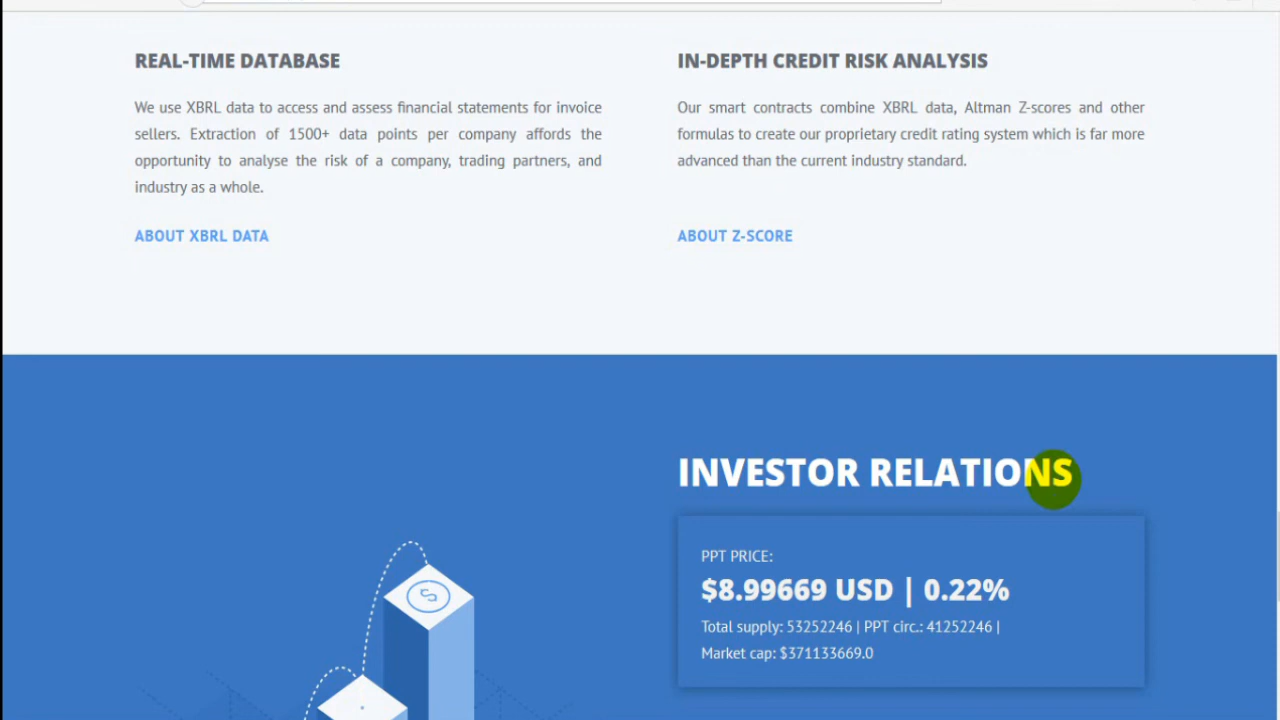 REAL-TIME DATABASE
We use XBRL data to access and assess financial statements for invoice
sellers. Extraction of 1500+ data points per company affords the
opportunity to analyse the risk of a company, trading partners, and
industry as a whole.
ABOUT XBRL DATA
IN-DEPTH CREDIT RISK ANALYSIS
Our smart contracts combine XBRL data, Altman Z-scores and other
formulas to create our proprietary credit rating system which is far more
advanced than the current industry standard.
ABOUT Z-SCORE
INVESTOR RELATIONS
PPT PRICE:
$8.99669 USD | 0.22%
Total supply: 53252246 | PPT circ.: 41252246 |
Market cap: $371133669.0